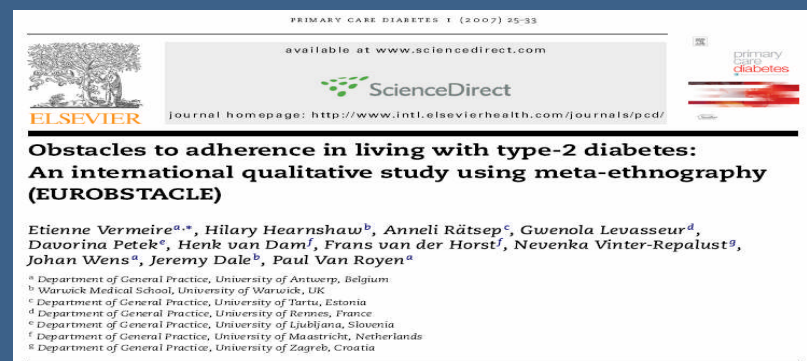 PRIMARY CARE DIABETES 1 (2007) 25–33
available at www.sciencedirect.com
ScienceDirect
journal homepage: http://www.intl.elsevierhealth.com/journals/pcd/
ELSEVIER
primary
care
diabetes
Obstacles to adherence in living with type-2 diabetes:
An international qualitative study using meta-ethnography
(EUROBSTACLE)
Etienne Vermeire a,*, Hilary Hearnshaw b, Anneli Rätsep c, Gwenola Levasseur d,
Davorina Petek e, Henk van Dam f, Frans van der Horst f, Nevenka Vinter-Repalust g,
Johan Wens a, Jeremy Dale b, Paul Van Royen a
a Department of General Practice, University of Antwerp, Belgium
b Warwick Medical School, University of Warwick, UK
c Department of General Practice, University of Tartu, Estonia
d Department of General Practice, University of Rennes, France
e Department of General Practice, University of Ljubljana, Slovenia
f Department of General Practice, University of Maastricht, Netherlands
g Department of General Practice, University of Zagreb, Croatia